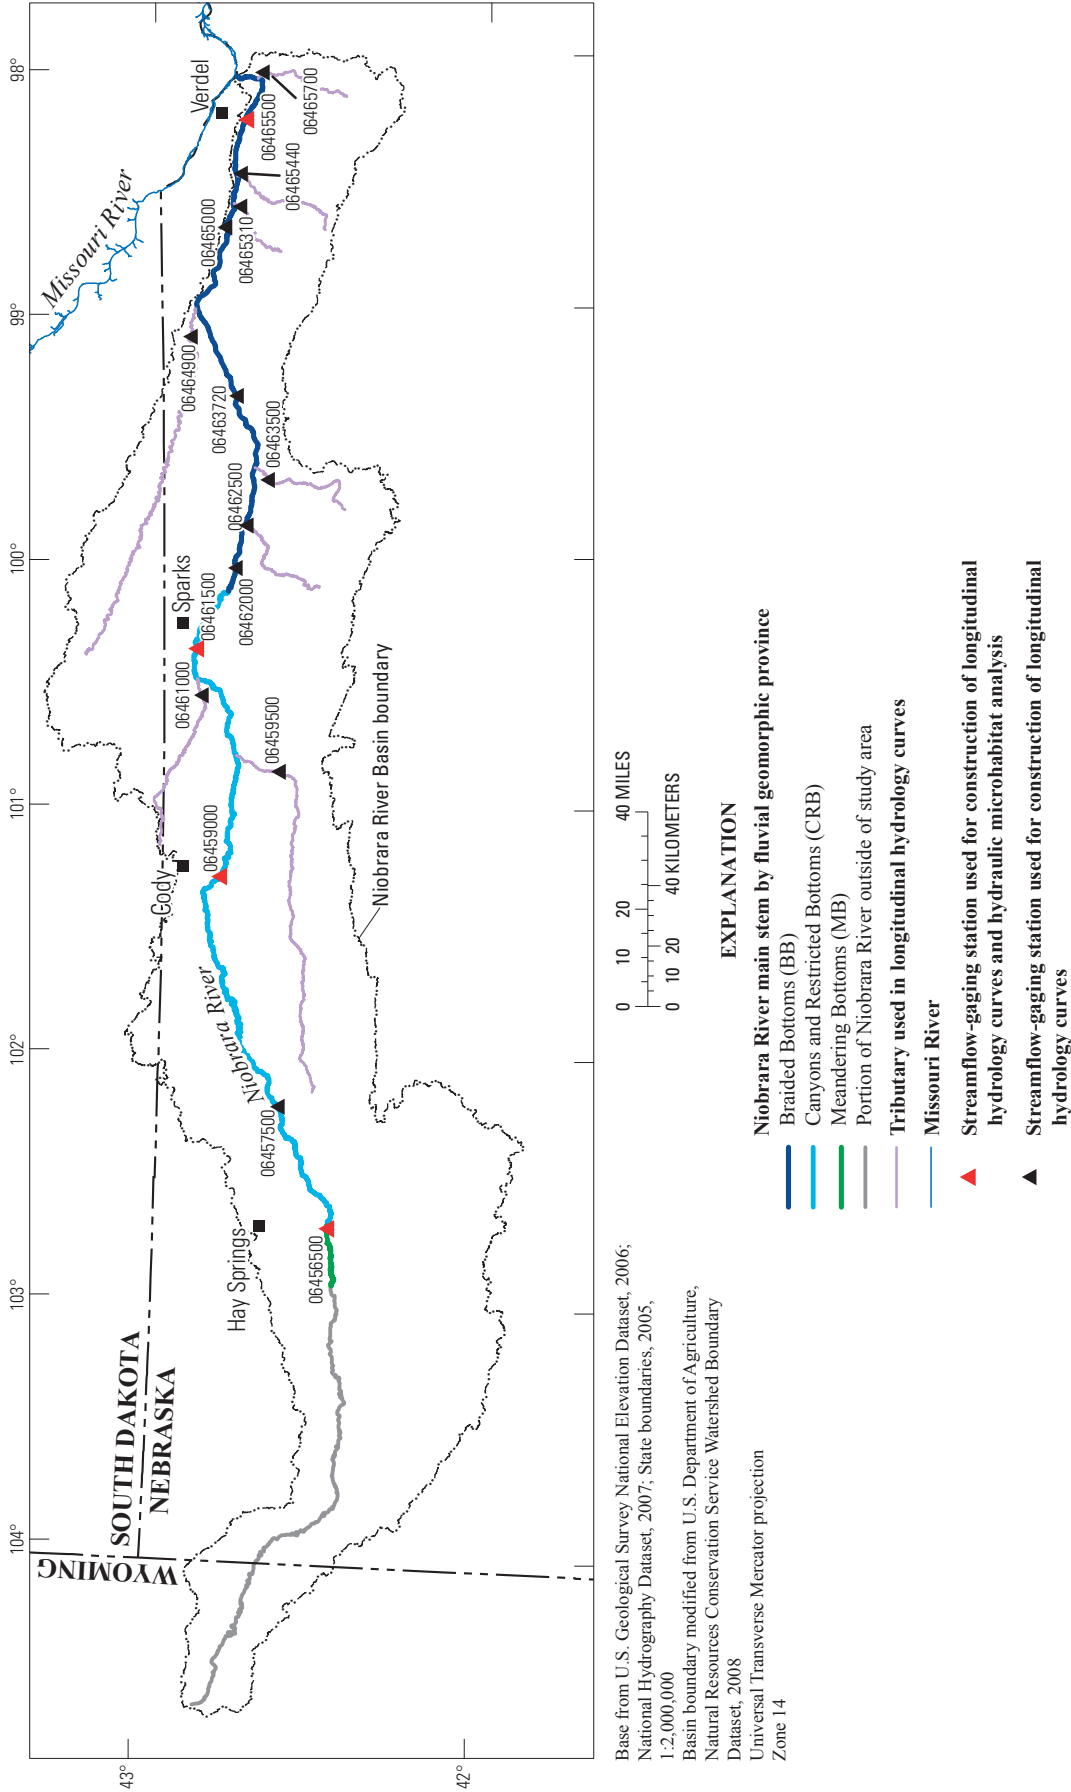 104°
103°
102°
101°
100°
99°
98°
43°
42°
WYOMING
SOUTH DAKOTA
NEBRASKA
Missouri River
Niobrara River
Niobrara River Basin boundary
Hay Springs
Cody
Sparks
Verdel
06456500
06457500
06459000
06459500
06461000
06461500
06462000
06462500
06463500
06463720
06464900
06465000
06465310
06465440
06465500
06465700
0 10 20 40 MILES
0 10 20 40 KILOMETERS
Base from U.S. Geological Survey National Elevation Dataset, 2006;
National Hydrography Dataset, 2007; State boundaries, 2005,
1:2,000,000
Basin boundary modified from U.S. Department of Agriculture,
Natural Resources Conservation Service Watershed Boundary
Dataset, 2008
Universal Transverse Mercator projection
Zone 14
EXPLANATION
Niobrara River main stem by fluvial geomorphic province
Braided Bottoms (BB)
Canyons and Restricted Bottoms (CRB)
Meandering Bottoms (MB)
Portion of Niobrara River outside of study area
Tributary used in longitudinal hydrology curves
Missouri River
Streamflow-gaging station used for construction of longitudinal
hydrology curves and hydraulic microhabitat analysis
Streamflow-gaging station used for construction of longitudinal
hydrology curves